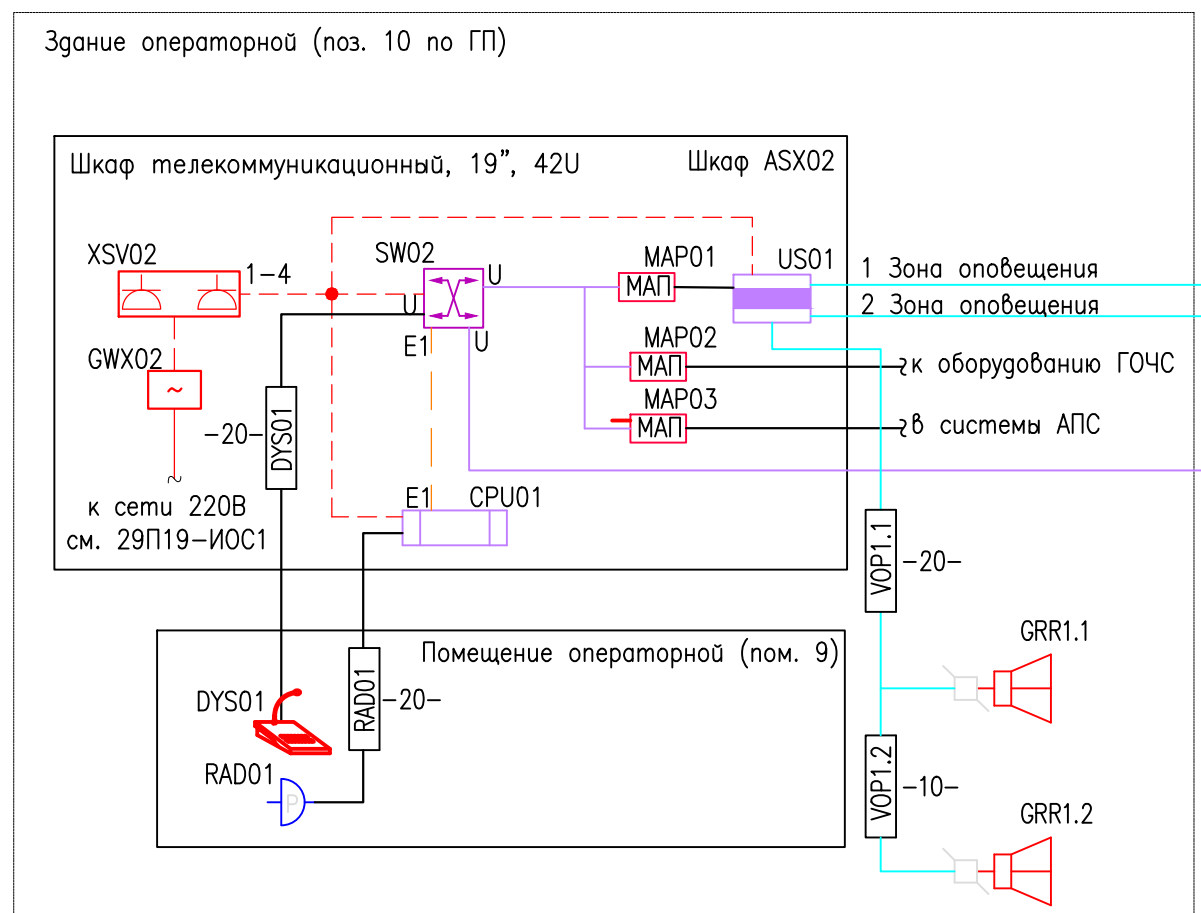 Здание операторной (поз. 10 по ГП)
Шкаф телекоммуникационный, 19", 42U
Шкаф ASX02
XSV02
1-4
SW02
U
U
U
E1
MAP01
МАП
US01
1 Зона оповещения
2 Зона оповещения
GWX02
~
MAP02
МАП
к оборудованию ГОЧС
MAP03
МАП
в системы АПС
-20-
DYS01
к сети 220В
см. 29П19-ИОС1
E1
CPU01
VOP1.1
-20-
Помещение операторной (пом. 9)
GRR1.1
DYS01
RAD01
-20-
RAD01
P
VOP1.2
-10-
GRR1.2